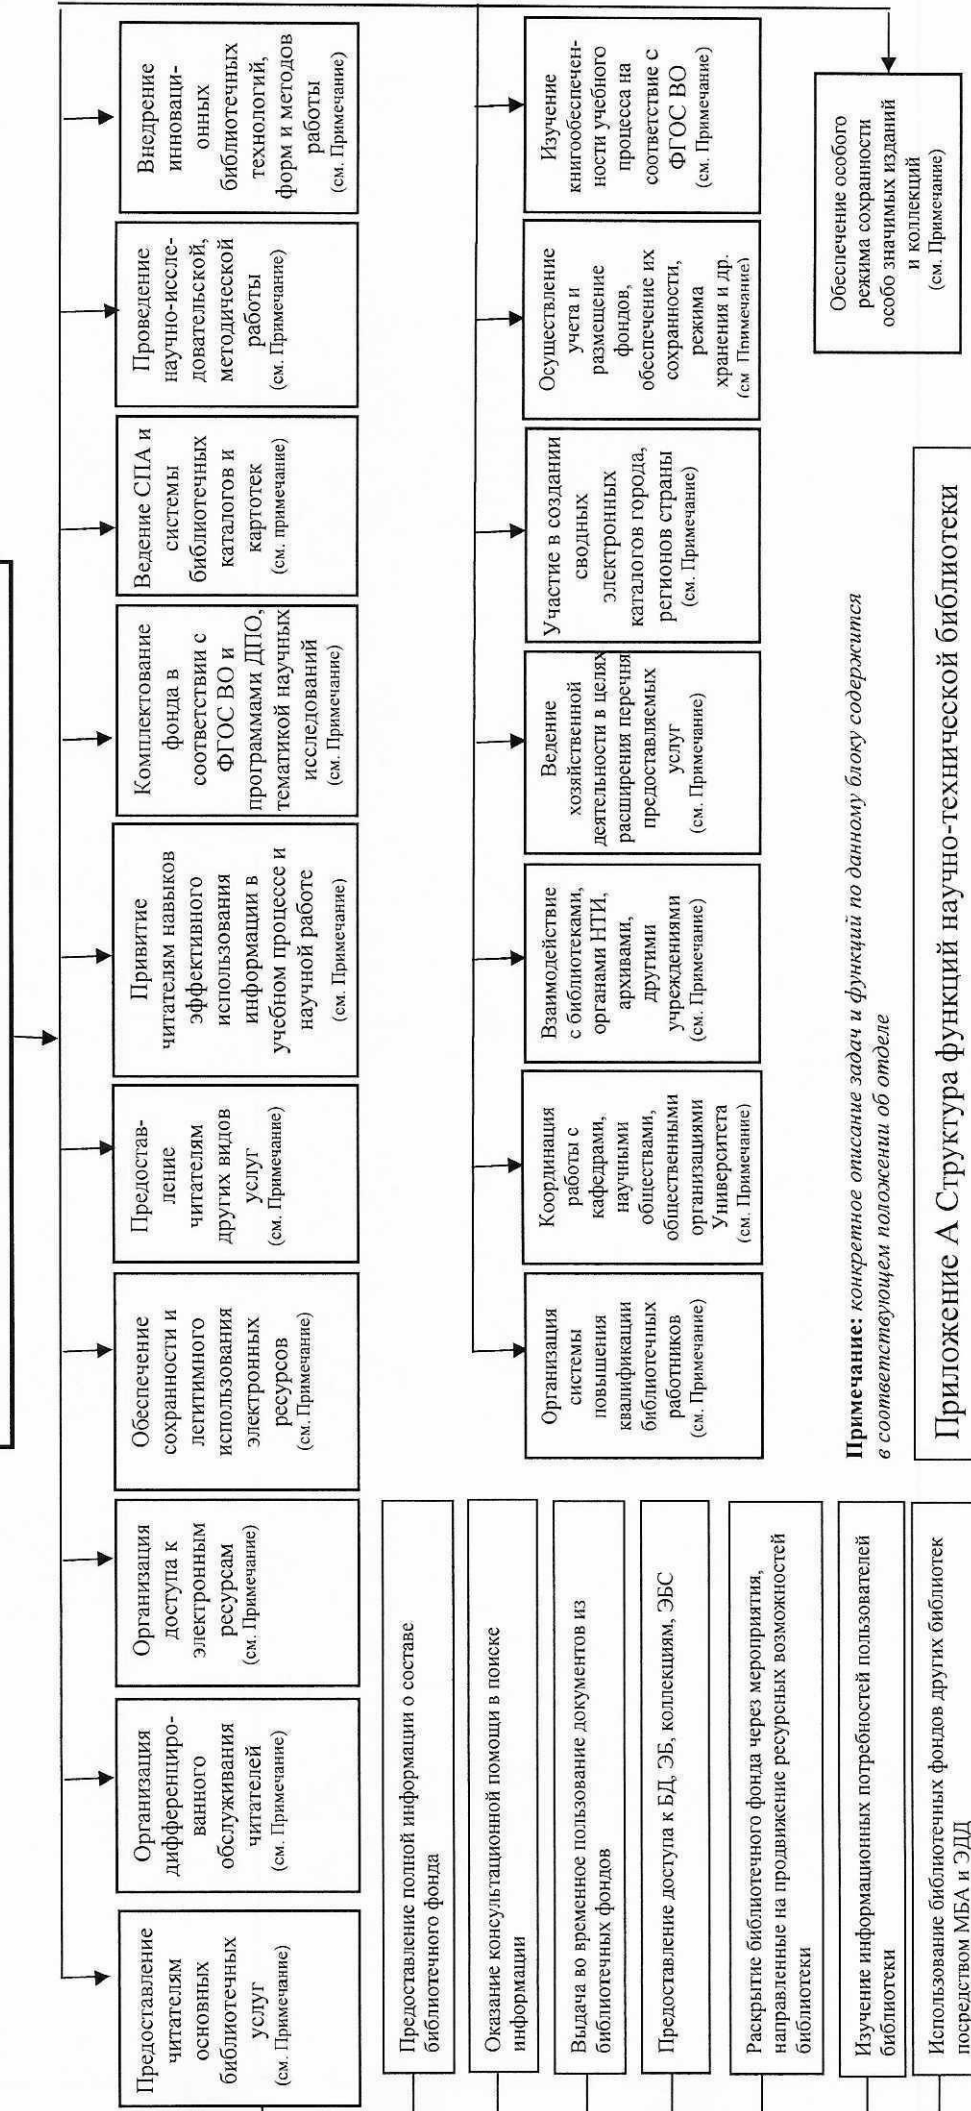 Предоставление
читателям
основных
библиотечных
услуг
(см. Примечание)
Организация
дифференциро-
ванного
обслуживания
читателей
(см. Примечание)
Организация
доступа к
электронным
ресурсам
(см. Примечание)
Обеспечение
сохранности и
легитимного
использования
электронных
ресурсов
(см. Примечание)
Предостав-
ление
читателям
других видов
услуг
(см. Примечание)
Привитие
читателям навыков
эффективного
использования
информации в
учебном процессе и
научной работе
(см. Примечание)
Комплектование
фонда в
соответствии с
ФГОС ВО и
программами ДПО,
тематикой научных
исследований
(см. Примечание)
Ведение СПА и
системы
библиотечных
каталогов и
картотек
(см. примечание)
Проведение
научно-иссле-
довательской,
методической
работы
(см. Примечание)
Внедрение
инноваци-
онных
библиотечных
технологий,
форм и методов
работы
(см. Примечание)
Предоставление полной информации о составе
библиотечного фонда
Оказание консультационной помощи в поиске
информации
Выдача во временное пользование документов из
библиотечных фондов
Предоставление доступа к БД, ЭБ, коллекциям, ЭБС
Раскрытие библиотечного фонда через мероприятия,
направленные на продвижение ресурсных возможностей
библиотеки
Изучение информационных потребностей пользователей
библиотеки
Использование библиотечных фондов других библиотек
посредством МБА и ЭДД
Организация
системы
повышения
квалификации
библиотечных
работников
(см. Примечание)
Координация
работы с
кафедрами,
научными
обществами,
общественными
организациями
Университета
(см. Примечание)
Взаимодействие
с библиотеками,
органами НТИ,
архивами,
другими
учреждениями
(см. Примечание)
Ведение
хозяйственной
деятельности в целях
расширения перечня
предоставляемых
услуг
(см. Примечание)
Участие в создании
сводных
электронных
каталогов города,
регионов страны
(см. Примечание)
Осуществление
учета и
размещение
фондов,
обеспечение их
сохранности,
режима
хранения и др.
(см Примечание)
Изучение
книгообеспечен-
ности учебного
процесса на
соответствие с
ФГОС ВО
(см. Примечание)
Обеспечение особого
режима сохранности
особо значимых изданий
и коллекций
(см. Примечание)
Примечание: конкретное описание задач и функций по данному блоку содержится
в соответствующем положении об отделе
Приложение А Структура функций научно-технической библиотеки